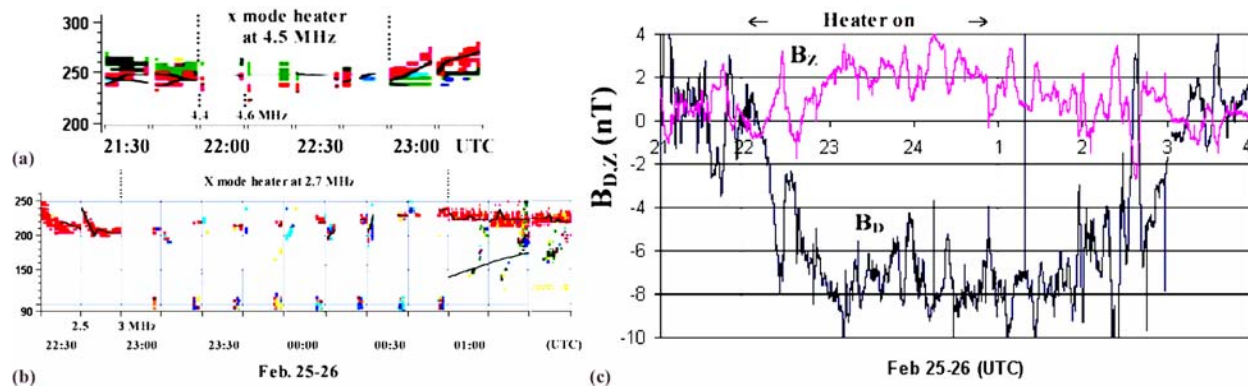 x mode heater
at 4.5 MHz
300
250
200
4.4 4.6 MHz
(a)
21:30 22:00 22:30 23:00 UTC
X mode heater at 2.7 MHz
250
200
150
90
2.5 3 MHz
22:30 23:00 23:30 00:00 00:30 01:00 (UTC)
(b) Feb. 25-26
← Heater on →
B_Z
B_D
B_{D,Z} (nT)
4
2
0
-2
-4
-6
-8
-10
21 22 23 24 1 2 3 4
(c) Feb 25-26 (UTC)